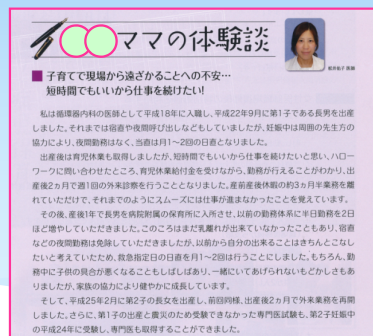 ママの体験談
子育てで現場から遠ざかることへの不安…
短時間でもいいから仕事を続けたい!
私は循環器内科の医師として平成18年に入職し、平成22年9月に第1子である長男を出産
しました。それまでは宿直や夜間呼び出しなどもしていましたが、妊娠中は周囲の先生方の
協力により、夜間勤務はなく、当直は月1〜2回の日直となりました。
出産後は育児休業も取得しましたが、短時間でもいいから仕事を続けたいと思い、ハロー
ワークに問い合わせたところ、育児休業給付金を受けながら、勤務が行えることがわかり、出
産後2ヵ月で週1回の外来診察を行うことになりました。産前産後休暇の約3ヵ月半業務を離
れていただけで、それまでのようにスムーズには仕事が進まなかったことを覚えています。
その後、産後1年で長男を病院附属の保育所に入所させ、以前の勤務体系に半日勤務を2日
ほど増やしていただきました。このころはまだ乳離れが出来ていなかったこともあり、宿直
などの夜間勤務は免除していただきましたが、以前から自分の出来ることはきちんとこなし
たいと考えていたため、救急指定日の日直を月1〜2回は行うことにしました。もちろん、勤
務中に子供の具合が悪くなることもしばしばあり、一緒にいてあげられないもどかしさもあ
りましたが、家族の協力により健やかに成長しています。
そして、平成25年2月に第2子の長女を出産し、前回同様、出産後2ヵ月で外来業務を再開
しました。さらに、第1子の出産と震災のため受験できなかった専門医試験も、第2子妊娠中
の平成24年に受験し、専門医も取得することができました。